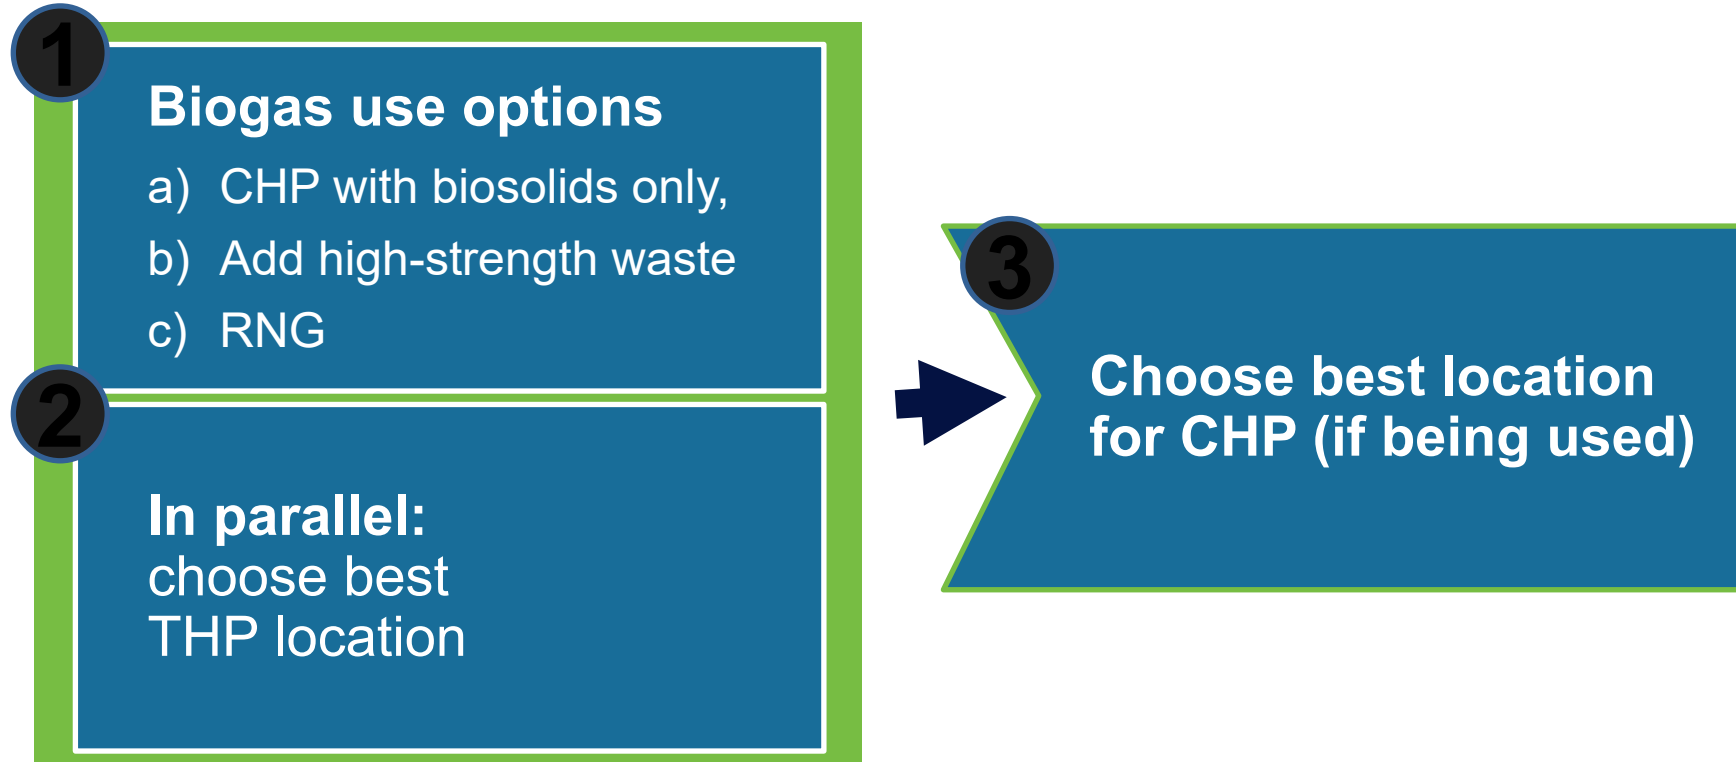 1
Biogas use options
a) CHP with biosolids only,
b) Add high-strength waste
c) RNG
2
In parallel:
choose best
THP location
3
Choose best location
for CHP (if being used)